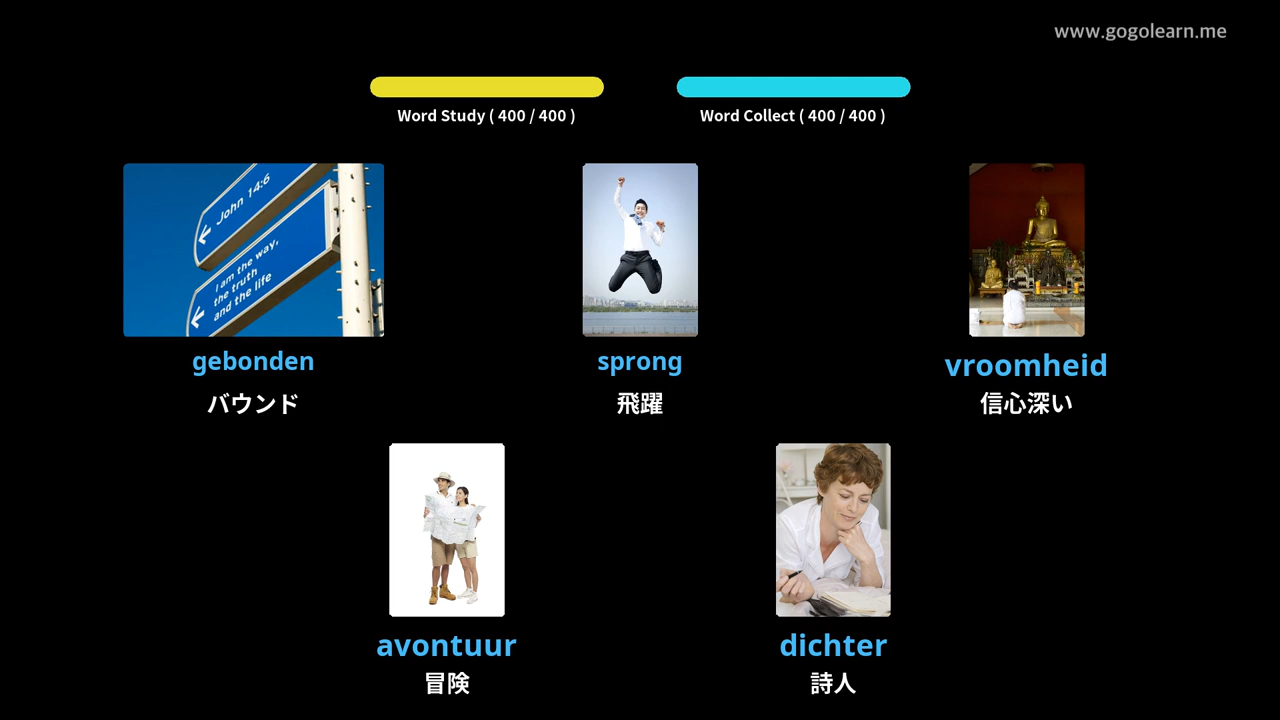 www.gogolearn.me
Word Study ( 400 / 400 )
Word Collect ( 400 / 400 )
John 14:6
I am the way,
the truth
and the life
gebonden
バウンド
sprong
飛躍
vroomheid
信心深い
avontuur
冒険
dichter
詩人